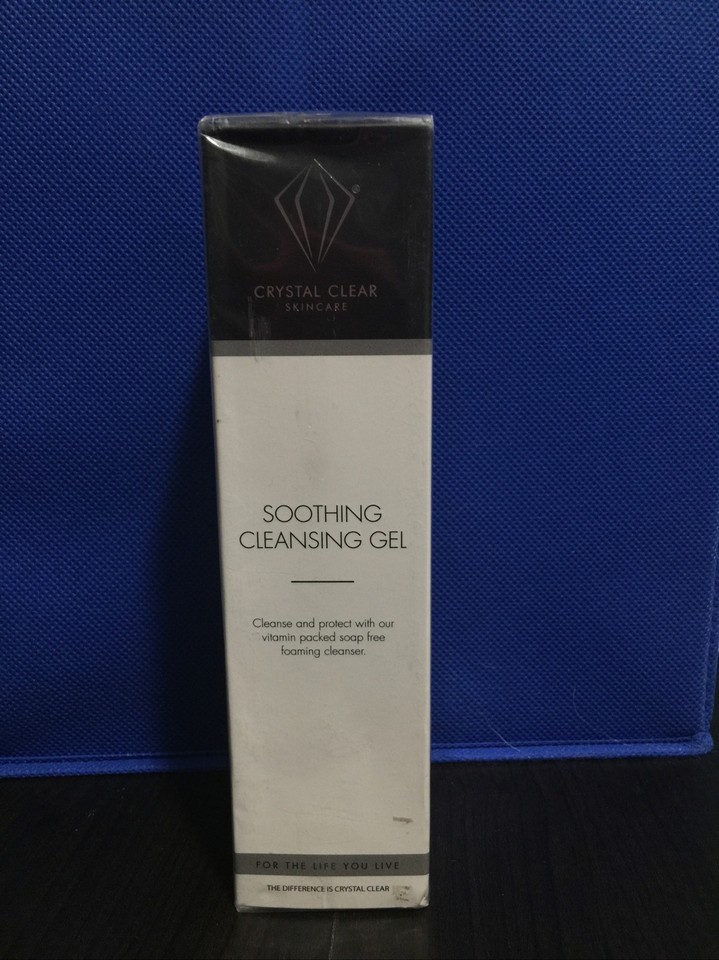 ®
CRYSTAL CLEAR
SKINCARE
SOOTHING
CLEANSING GEL
Cleanse and protect with our
vitamin packed soap free
foaming cleanser.
FOR THE LIFE YOU LIVE
THE DIFFERENCE IS CRYSTAL CLEAR